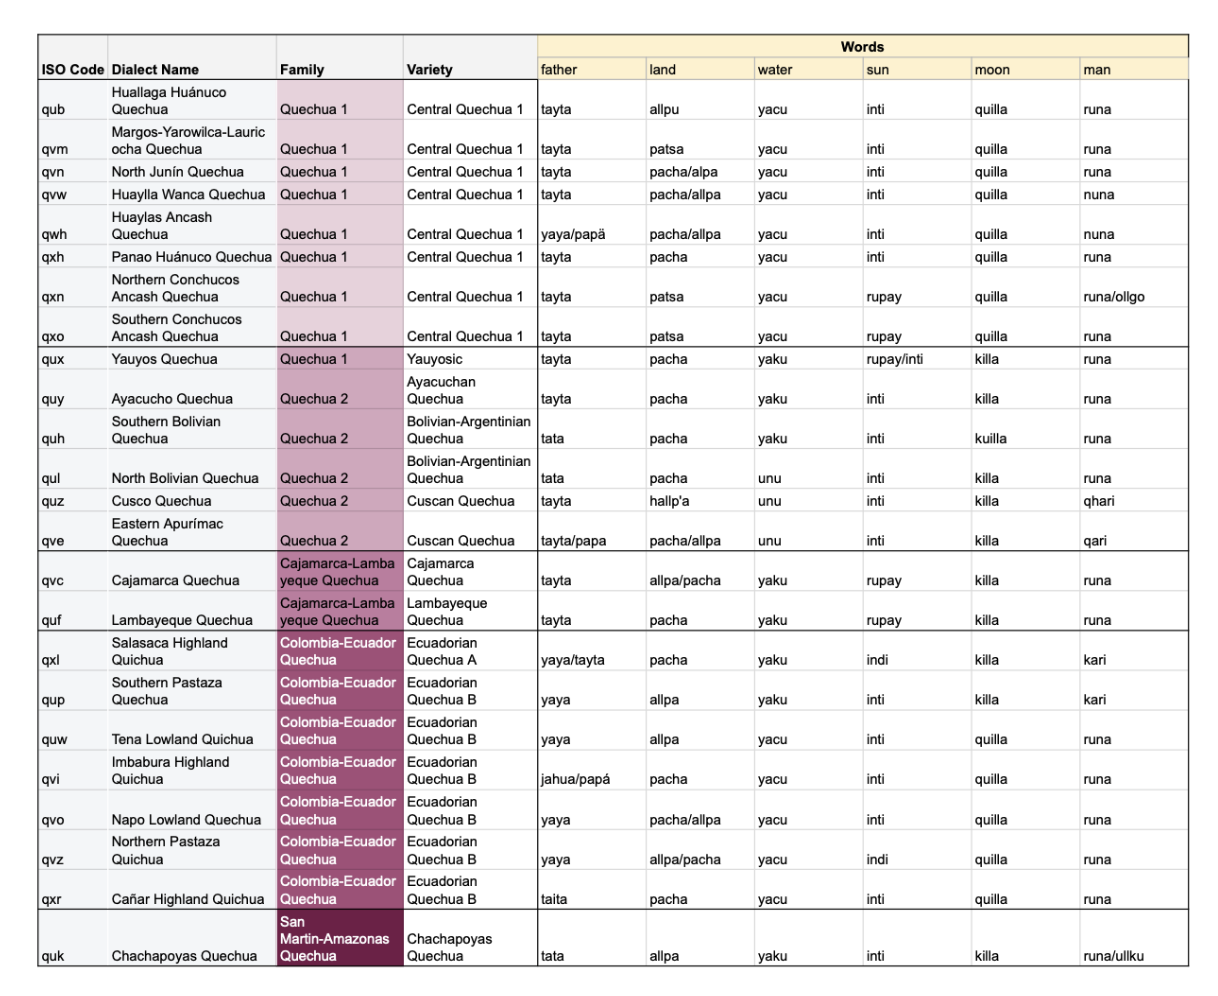 Words
ISO Code Dialect Name Family Variety father land water sun moon man
qub Huallaga Huánuco Quechua Quechua 1 Central Quechua 1 tayta allpu yacu inti quilla runa
qvm Margos-Yarowilca-Lauric ocha Quechua Quechua 1 Central Quechua 1 tayta patsa yacu inti quilla runa
qvn North Junín Quechua Quechua 1 Central Quechua 1 tayta pacha/alpa yacu inti quilla runa
qvw Huaylla Wanca Quechua Quechua 1 Central Quechua 1 tayta pacha/allpa yacu inti quilla nuna
qwh Huaylas Ancash Quechua Quechua 1 Central Quechua 1 yaya/papä pacha/allpa yacu inti quilla nuna
qxh Panao Huánuco Quechua Quechua 1 Central Quechua 1 tayta pacha yacu inti quilla runa
qxn Northern Conchucos Ancash Quechua Quechua 1 Central Quechua 1 tayta patsa yacu rupay quilla runa/ollgo
qxo Southern Conchucos Ancash Quechua Quechua 1 Central Quechua 1 tayta patsa yacu rupay quilla runa
qux Yauyos Quechua Quechua 1 Yauyosic tayta pacha yaku rupay/inti killa runa
quy Ayacucho Quechua Quechua 2 Ayacuchan Quechua tayta pacha yaku inti killa runa
quh Southern Bolivian Quechua Quechua 2 Bolivian-Argentinian Quechua tata pacha yaku inti kuilla runa
qul North Bolivian Quechua Quechua 2 Bolivian-Argentinian Quechua tata pacha unu inti killa runa
quz Cusco Quechua Quechua 2 Cuscan Quechua tayta hallp'a unu inti killa qhari
qve Eastern Apurímac Quechua Quechua 2 Cuscan Quechua tayta/papa pacha/allpa unu inti killa qari
qvc Cajamarca Quechua Cajamarca-Lamba yeque Quechua Cajamarca Quechua tayta allpa/pacha yaku rupay killa runa
quf Lambayeque Quechua Cajamarca-Lamba yeque Quechua Lambayeque Quechua tayta pacha yaku rupay killa runa
qxl Salasaca Highland Quichua Colombia-Ecuador Quechua Ecuadorian Quechua A yaya/tayta pacha yaku indi killa kari
qup Southern Pastaza Quechua Colombia-Ecuador Quechua Ecuadorian Quechua B yaya allpa yaku inti killa kari
quw Tena Lowland Quichua Colombia-Ecuador Quechua Ecuadorian Quechua B yaya allpa yacu inti quilla runa
qvi Imbabura Highland Quichua Colombia-Ecuador Quechua Ecuadorian Quechua B jahua/papá pacha yacu inti quilla runa
qvo Napo Lowland Quechua Colombia-Ecuador Quechua Ecuadorian Quechua B yaya pacha/allpa yacu inti quilla runa
qvz Northern Pastaza Quichua Colombia-Ecuador Quechua Ecuadorian Quechua B yaya allpa/pacha yacu indi quilla runa
qxr Cañar Highland Quichua Colombia-Ecuador Quechua Ecuadorian Quechua B taita pacha yacu inti quilla runa
quk Chachapoyas Quechua San Martin-Amazonas Quechua Chachapoyas Quechua tata allpa yaku inti killa runa/ullku